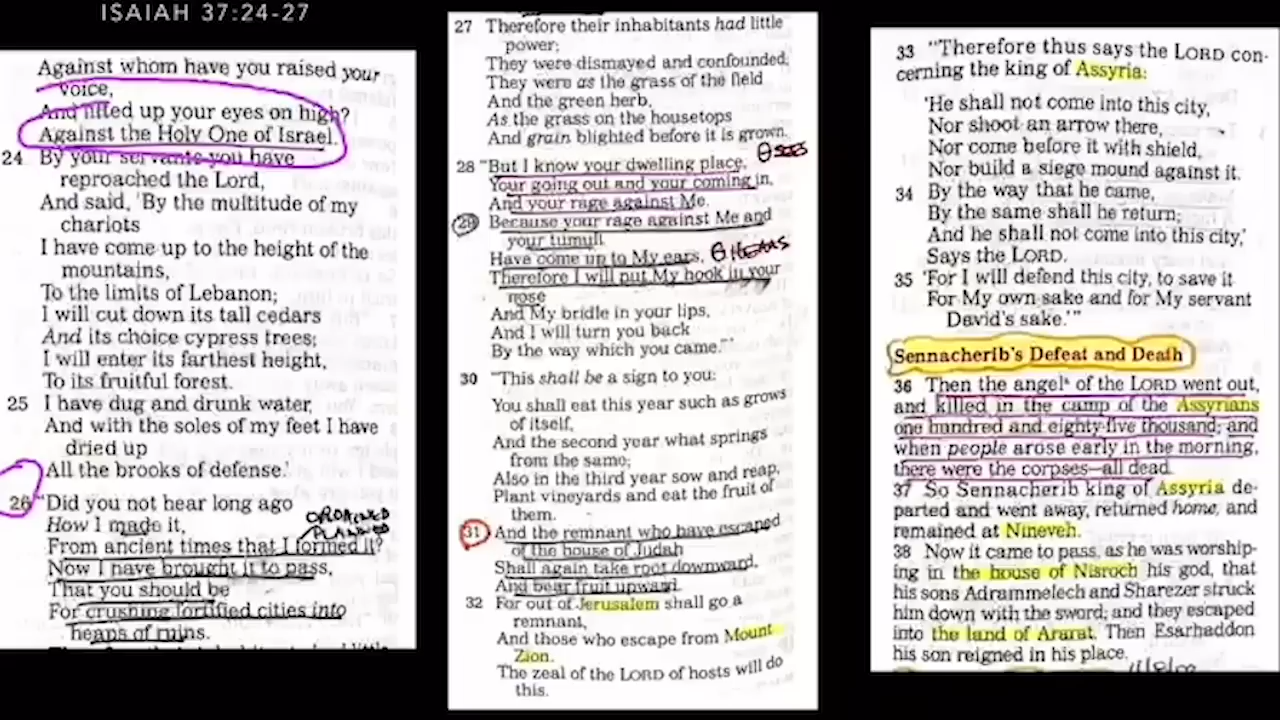 ISAIAH 37:24-27
Against whom have you raised your
voice,
And lifted up your eyes on high?
Against the Holy One of Israel.
24 By your servants you have
reproached the Lord,
And said, 'By the multitude of my
chariots
I have come up to the height of the
mountains,
To the limits of Lebanon;
I will cut down its tall cedars
And its choice cypress trees;
I will enter its farthest height,
To its fruitful forest.
25 I have dug and drunk water,
And with the soles of my feet I have
dried up
All the brooks of defense.'
26 "Did you not hear long ago
How I made it,
ORDAINED
PLANNED
From ancient times that I formed it?
Now I have brought it to pass,
That you should be
For crushing fortified cities into
heaps of ruins.
27 Therefore their inhabitants had little
power;
They were dismayed and confounded;
They were as the grass of the field
And the green herb,
As the grass on the housetops
And grain blighted before it is grown.
28 "But I know your dwelling place,
Your going out and your coming in,
And your rage against Me.
29 Because your rage against Me and
your tumult
Have come up to My ears,
Therefore I will put My hook in your
nose
And My bridle in your lips,
And I will turn you back
By the way which you came." '
30 "This shall be a sign to you:
You shall eat this year such as grows
of itself,
And the second year what springs
from the same;
Also in the third year sow and reap,
Plant vineyards and eat the fruit of
them.
31 And the remnant who have escaped
of the house of Judah
Shall again take root downward,
And bear fruit upward.
32 For out of Jerusalem shall go a
remnant,
And those who escape from Mount
Zion.
The zeal of the LORD of hosts will do
this.
33 "Therefore thus says the LORD con-
cerning the king of Assyria:
'He shall not come into this city,
Nor shoot an arrow there,
Nor come before it with shield,
Nor build a siege mound against it.
34 By the way that he came,
By the same shall he return;
And he shall not come into this city,'
Says the LORD.
35 'For I will defend this city, to save it
For My own sake and for My servant
David's sake.'"
Sennacherib's Defeat and Death
36 Then the angel of the LORD went out,
and killed in the camp of the Assyrians
one hundred and eighty-five thousand; and
when people arose early in the morning,
there were the corpses—all dead.
37 So Sennacherib king of Assyria de-
parted and went away, returned home, and
remained at Nineveh.
38 Now it came to pass, as he was worship-
ing in the house of Nisroch his god, that
his sons Adrammelech and Sharezer struck
him down with the sword; and they escaped
into the land of Ararat. Then Esarhaddon
his son reigned in his place.